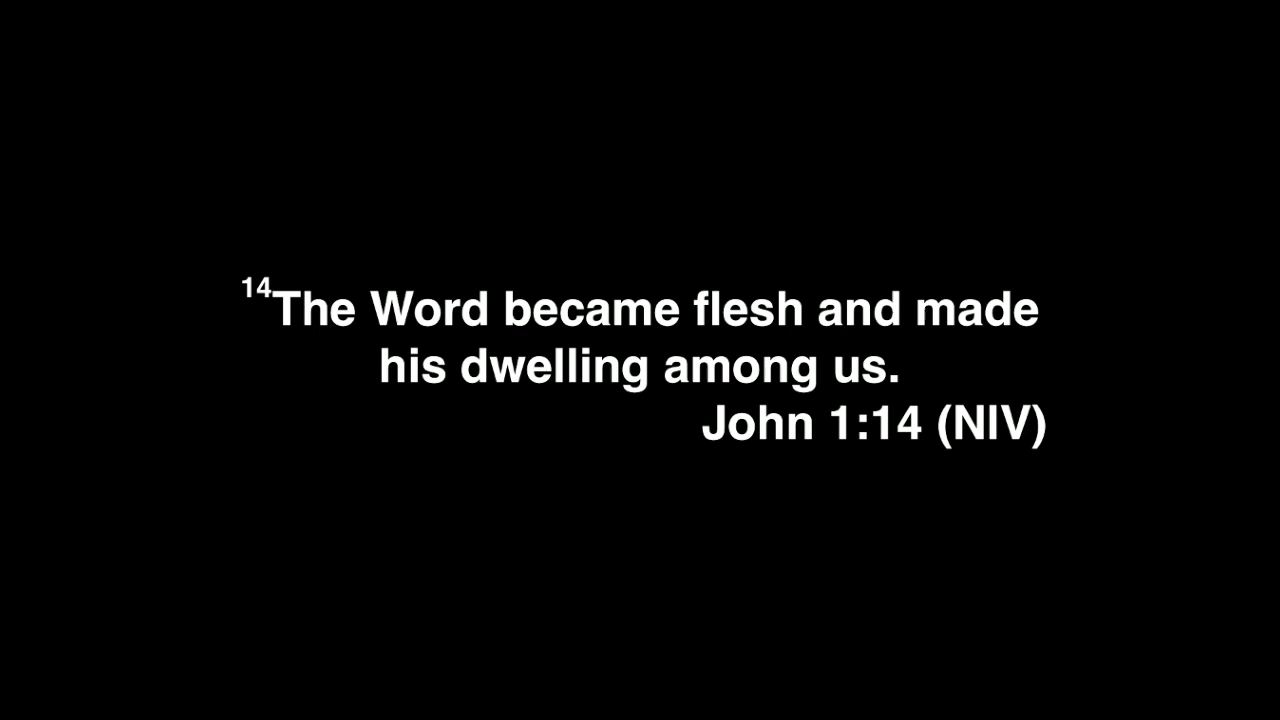 14The Word became flesh and made
his dwelling among us.
John 1:14 (NIV)